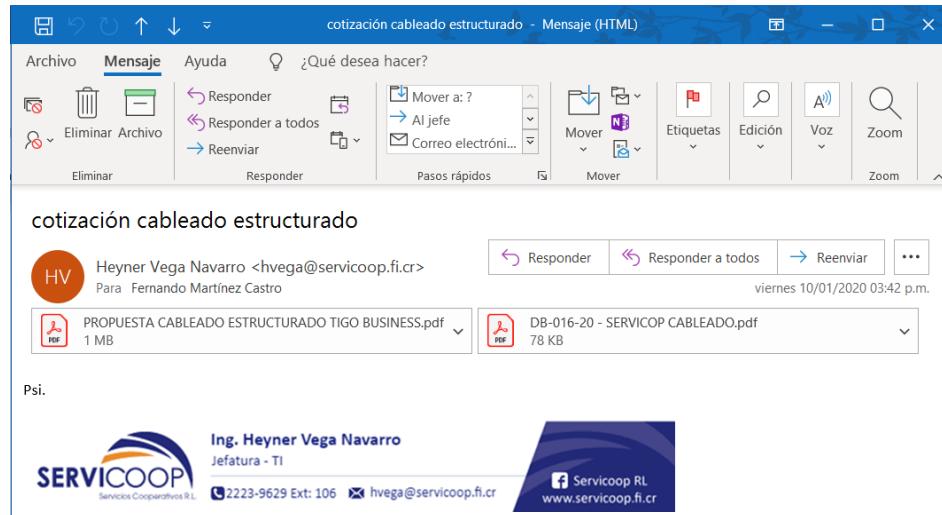 cotización cableado estructurado - Mensaje (HTML)
Archivo Mensaje Ayuda ¿Qué desea hacer?
Eliminar Archivo
Responder
Responder a todos
Reenviar
Mover a: ?
Al jefe
Correo electróni...
Mover
Etiquetas
Edición
Voz
Zoom
Eliminar Responder Pasos rápidos Mover Zoom
cotización cableado estructurado
HV
Heyner Vega Navarro <hvega@servicoop.fi.cr>
Para Fernando Martínez Castro
Responder Responder a todos Reenviar
viernes 10/01/2020 03:42 p.m.
PROPUESTA CABLEADO ESTRUCTURADO TIGO BUSINESS.pdf
1 MB
DB-016-20 - SERVICOP CABLEADO.pdf
78 KB
Psi.
SERVICOOP
Servicios Cooperativos R.L.
Ing. Heyner Vega Navarro
Jefatura - TI
2223-9629 Ext: 106 hvega@servicoop.fi.cr
Servicoop RL
www.servicoop.fi.cr